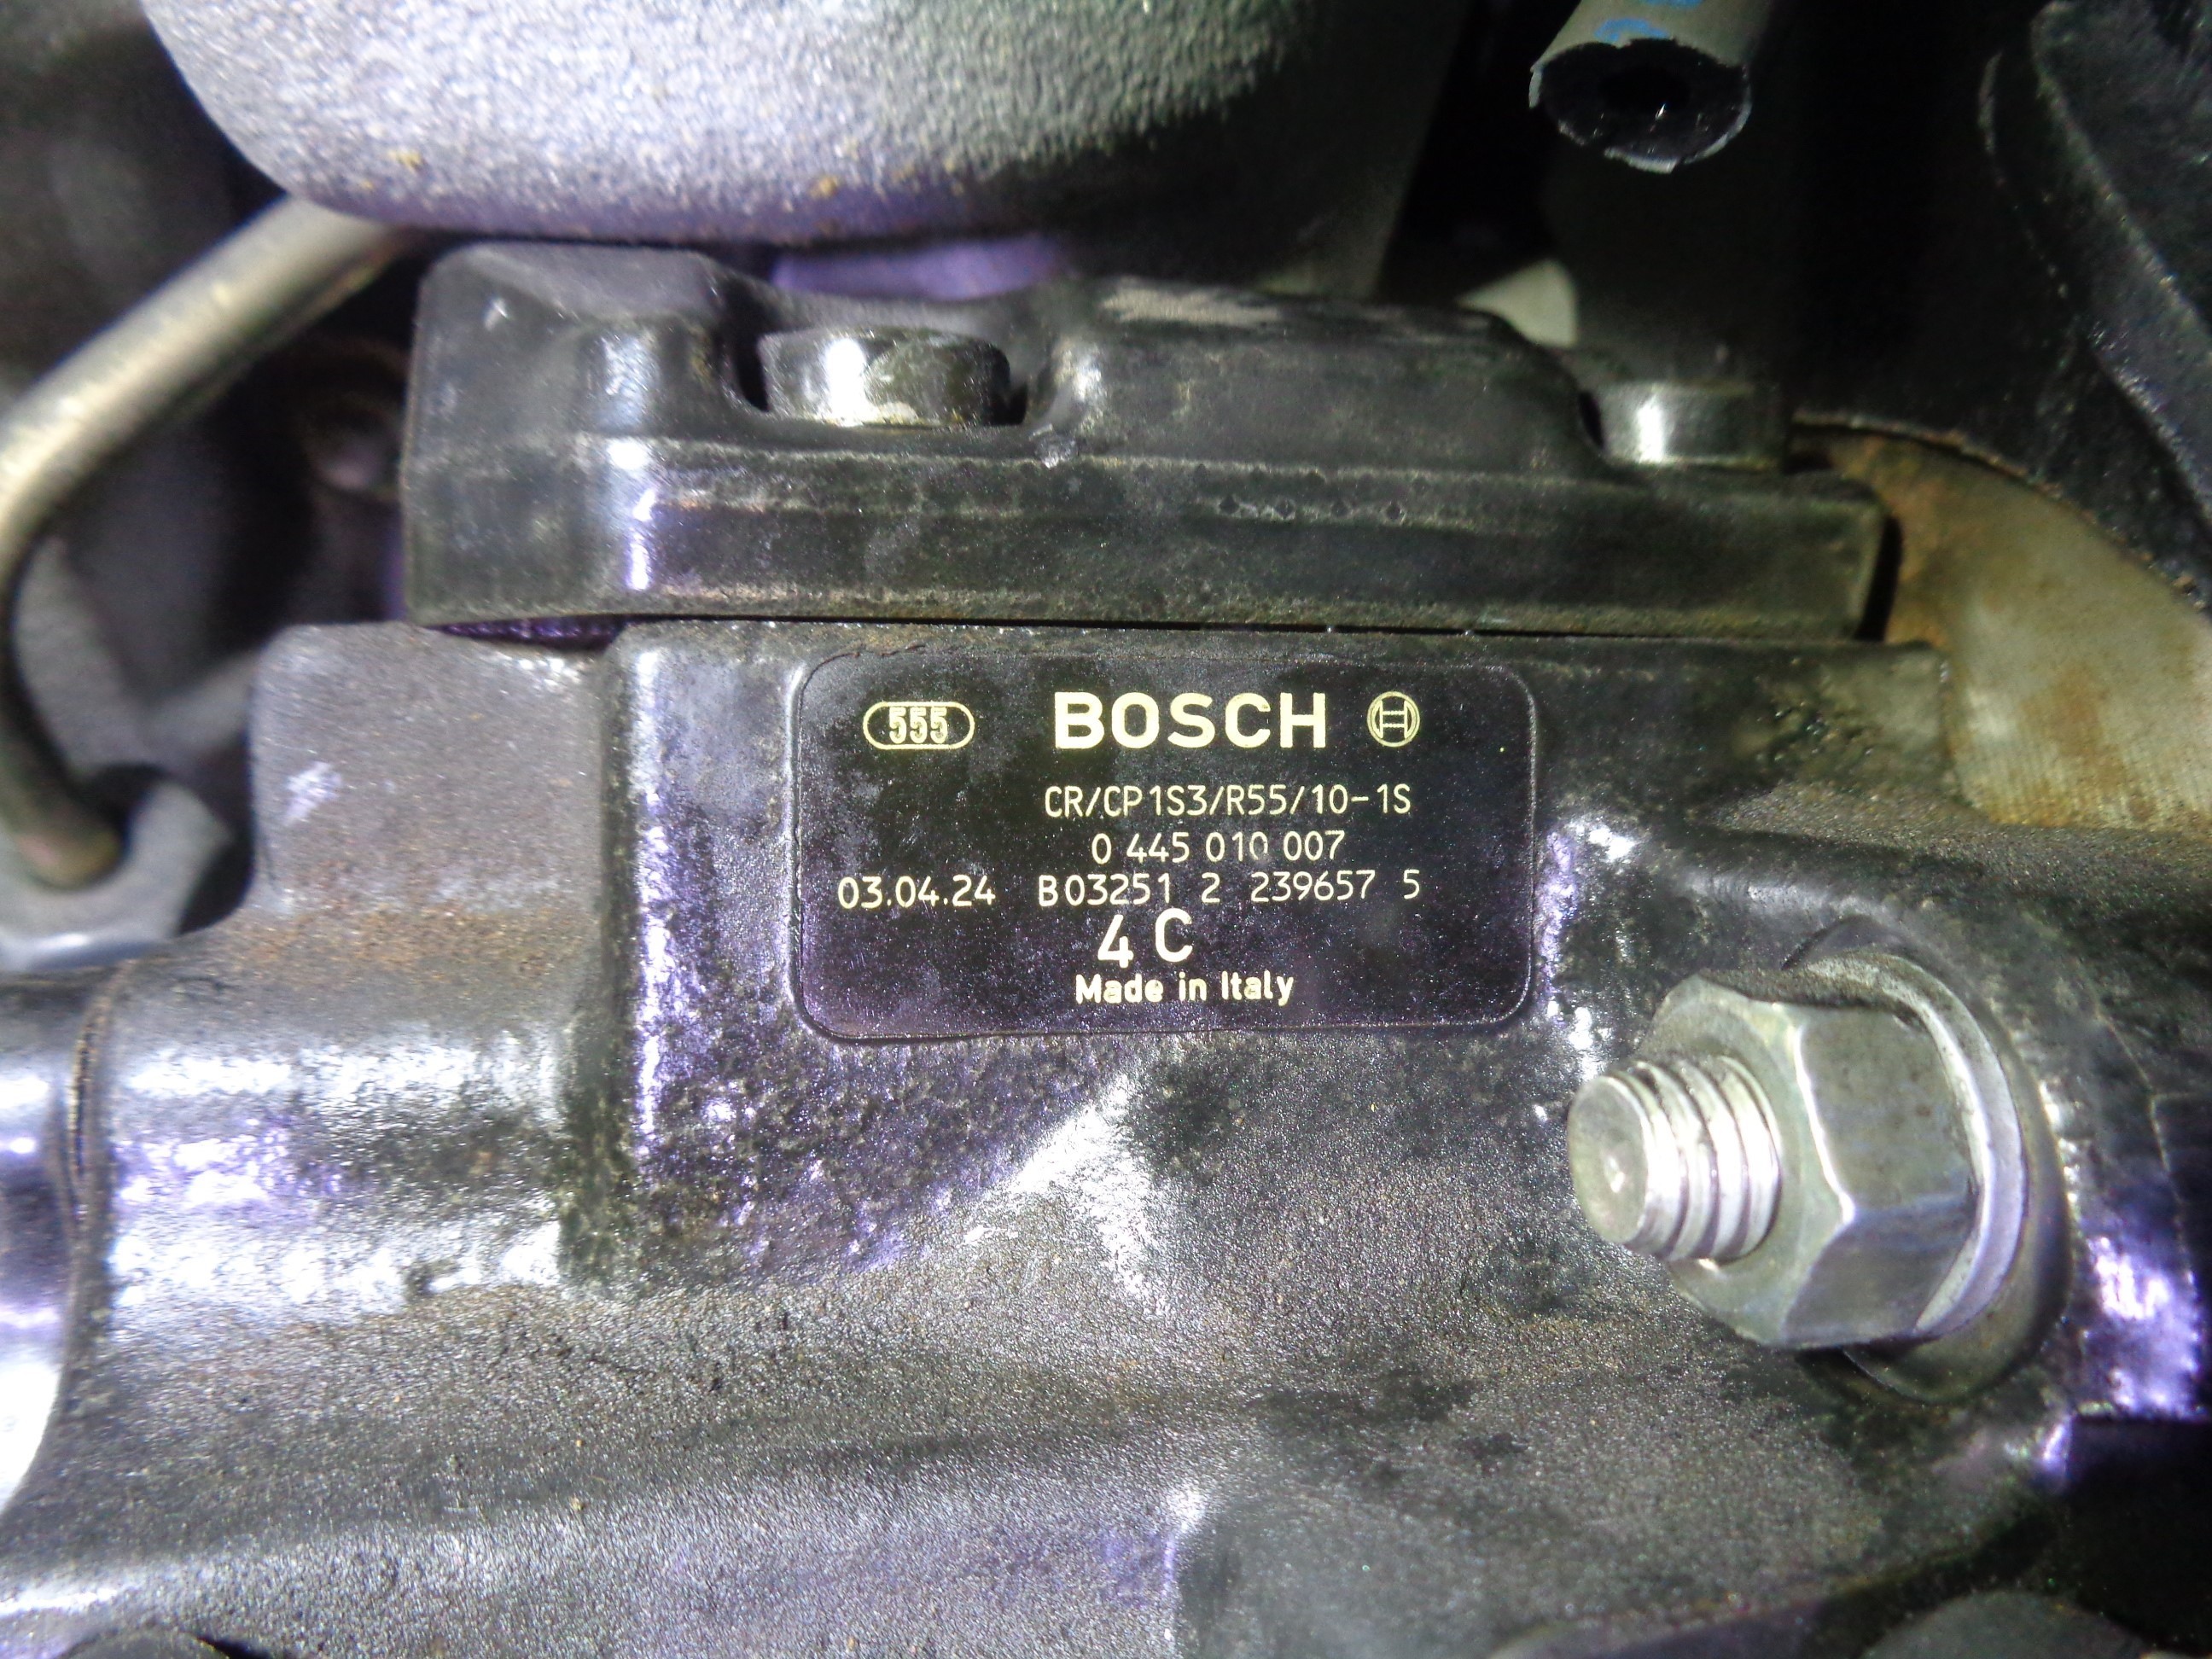 555 BOSCH
CR/CP1S3/R55/10-1S
0 445 010 007
03.04.24 B03251 2 239657 5
4 C
Made in Italy